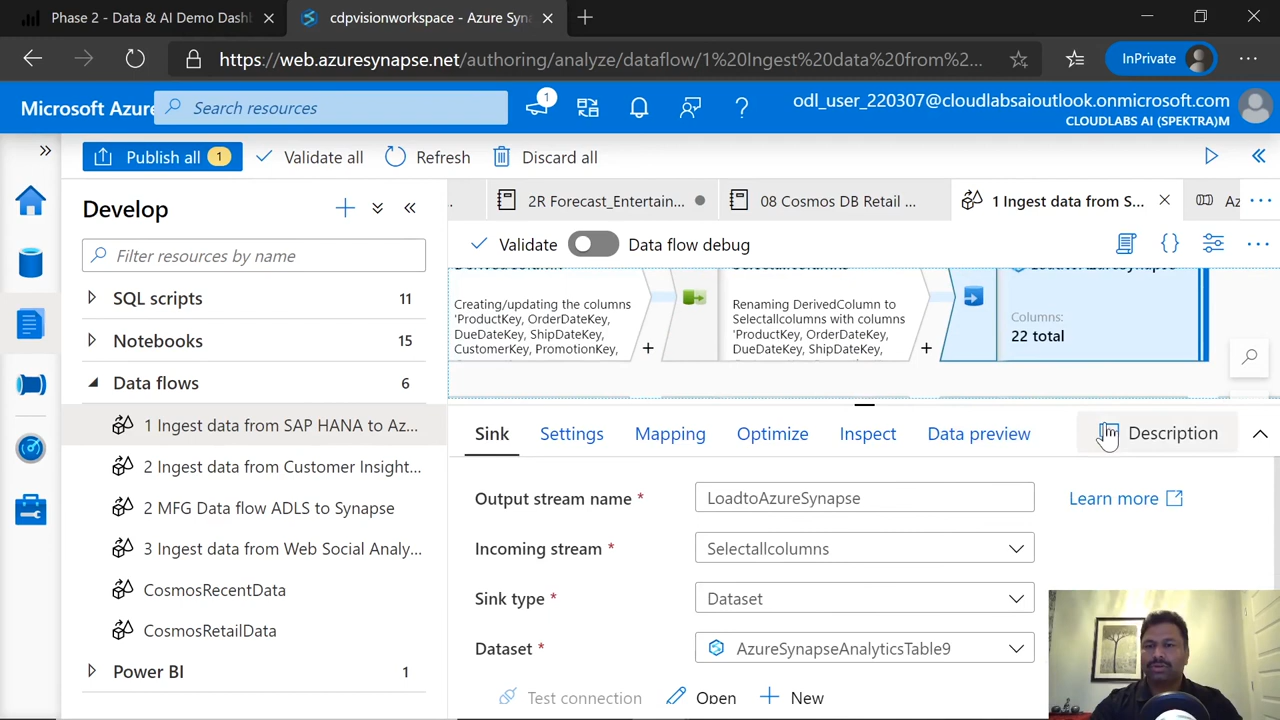 Phase 2 - Data & AI Demo Dasht
cdpvisionworkspace - Azure Syna
https://web.azuresynapse.net/authoring/analyze/dataflow/1%20Ingest%20data%20from%2...
InPrivate
Microsoft Azure
Search resources
1
odl_user_220307@cloudlabsaioutlook.onmicrosoft.com
CLOUDLABS AI (SPEKTRA)M
Publish all 1
Validate all
Refresh
Discard all
Develop
2R Forecast_Entertain...
08 Cosmos DB Retail ...
1 Ingest data from S...
Az
Validate
Data flow debug
Filter resources by name
SQL scripts 11
Notebooks 15
Data flows 6
1 Ingest data from SAP HANA to Az...
2 Ingest data from Customer Insight...
2 MFG Data flow ADLS to Synapse
3 Ingest data from Web Social Analy...
CosmosRecentData
CosmosRetailData
Power BI 1
DerivedColumn
Creating/updating the columns
'ProductKey, OrderDateKey,
DueDateKey, ShipDateKey,
CustomerKey, PromotionKey,
Selectallcolumns
Renaming DerivedColumn to
Selectallcolumns with columns
'ProductKey, OrderDateKey,
DueDateKey, ShipDateKey,
LoadtoAzureSynapse
Columns:
22 total
Sink
Settings
Mapping
Optimize
Inspect
Data preview
Description
Output stream name *
LoadtoAzureSynapse
Learn more
Incoming stream *
Selectallcolumns
Sink type *
Dataset
Dataset *
AzureSynapseAnalyticsTable9
Test connection
Open
New